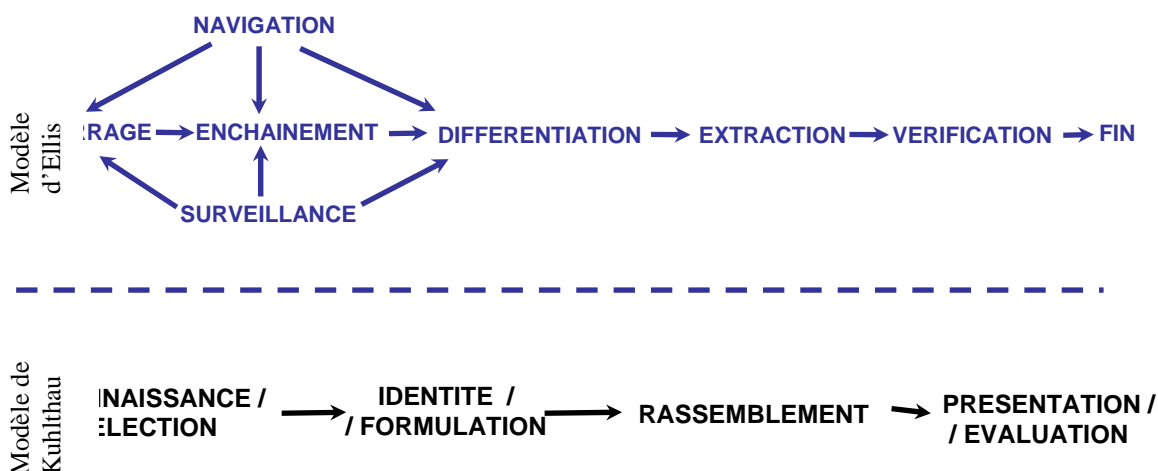 NAVIGATION
Modèle
d'Ellis
RRAGE
ENCHAINEMENT
DIFFERENTIATION
EXTRACTION
VERIFICATION
FIN
SURVEILLANCE
Modèle de
Kuhlthau
NAISSANCE /
ELECTION
IDENTITE /
/ FORMULATION
RASSEMBLEMENT
PRESENTATION /
/ EVALUATION